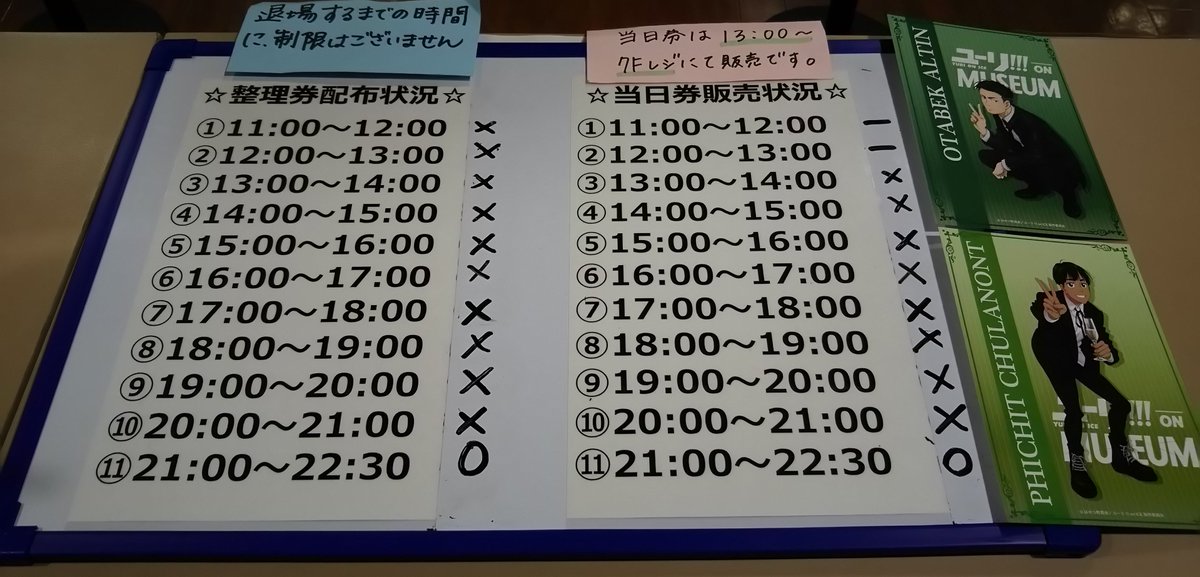 退場するまでの時間
に、制限はございません
当日券は13:00～
7Fレジにて販売です。
☆整理券配布状況☆
①11:00～12:00 ×
②12:00～13:00 ×
③13:00～14:00 ×
④14:00～15:00 ×
⑤15:00～16:00 ×
⑥16:00～17:00 ×
⑦17:00～18:00 ×
⑧18:00～19:00 ×
⑨19:00～20:00 ×
⑩20:00～21:00 ×
⑪21:00～22:30 ○
☆当日券販売状況☆
①11:00～12:00 ―
②12:00～13:00 ―
③13:00～14:00 ×
④14:00～15:00 ×
⑤15:00～16:00 ×
⑥16:00～17:00 ×
⑦17:00～18:00 ×
⑧18:00～19:00 ×
⑨19:00～20:00 ×
⑩20:00～21:00 ×
⑪21:00～22:30 ○
OTABEK ALTIN
ユーリ!!! ON
YURI ON ICE
MUSEUM
PHICHIT CHULANONT
ユーリ!!! ON
YURI ON ICE
MUSEUM